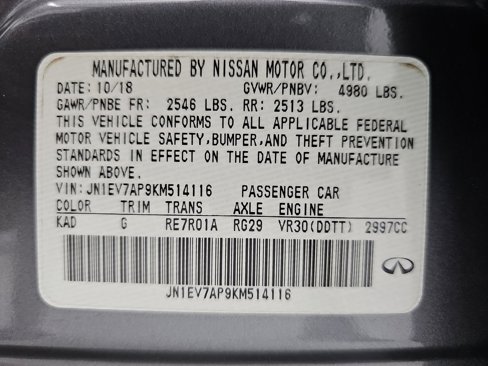 MANUFACTURED BY NISSAN MOTOR CO.,LTD.
DATE: 10/18 GVWR/PNBV: 4980 LBS.
GAWR/PNBE FR: 2546 LBS. RR: 2513 LBS.
THIS VEHICLE CONFORMS TO ALL APPLICABLE FEDERAL
MOTOR VEHICLE SAFETY,BUMPER,AND THEFT PREVENTION
STANDARDS IN EFFECT ON THE DATE OF MANUFACTURE
SHOWN ABOVE.
VIN: JN1EV7AP9KM514116 PASSENGER CAR
COLOR TRIM TRANS AXLE ENGINE
KAD G RE7R01A RG29 VR30(DDTT) 2997CC
JN1EV7AP9KM514116